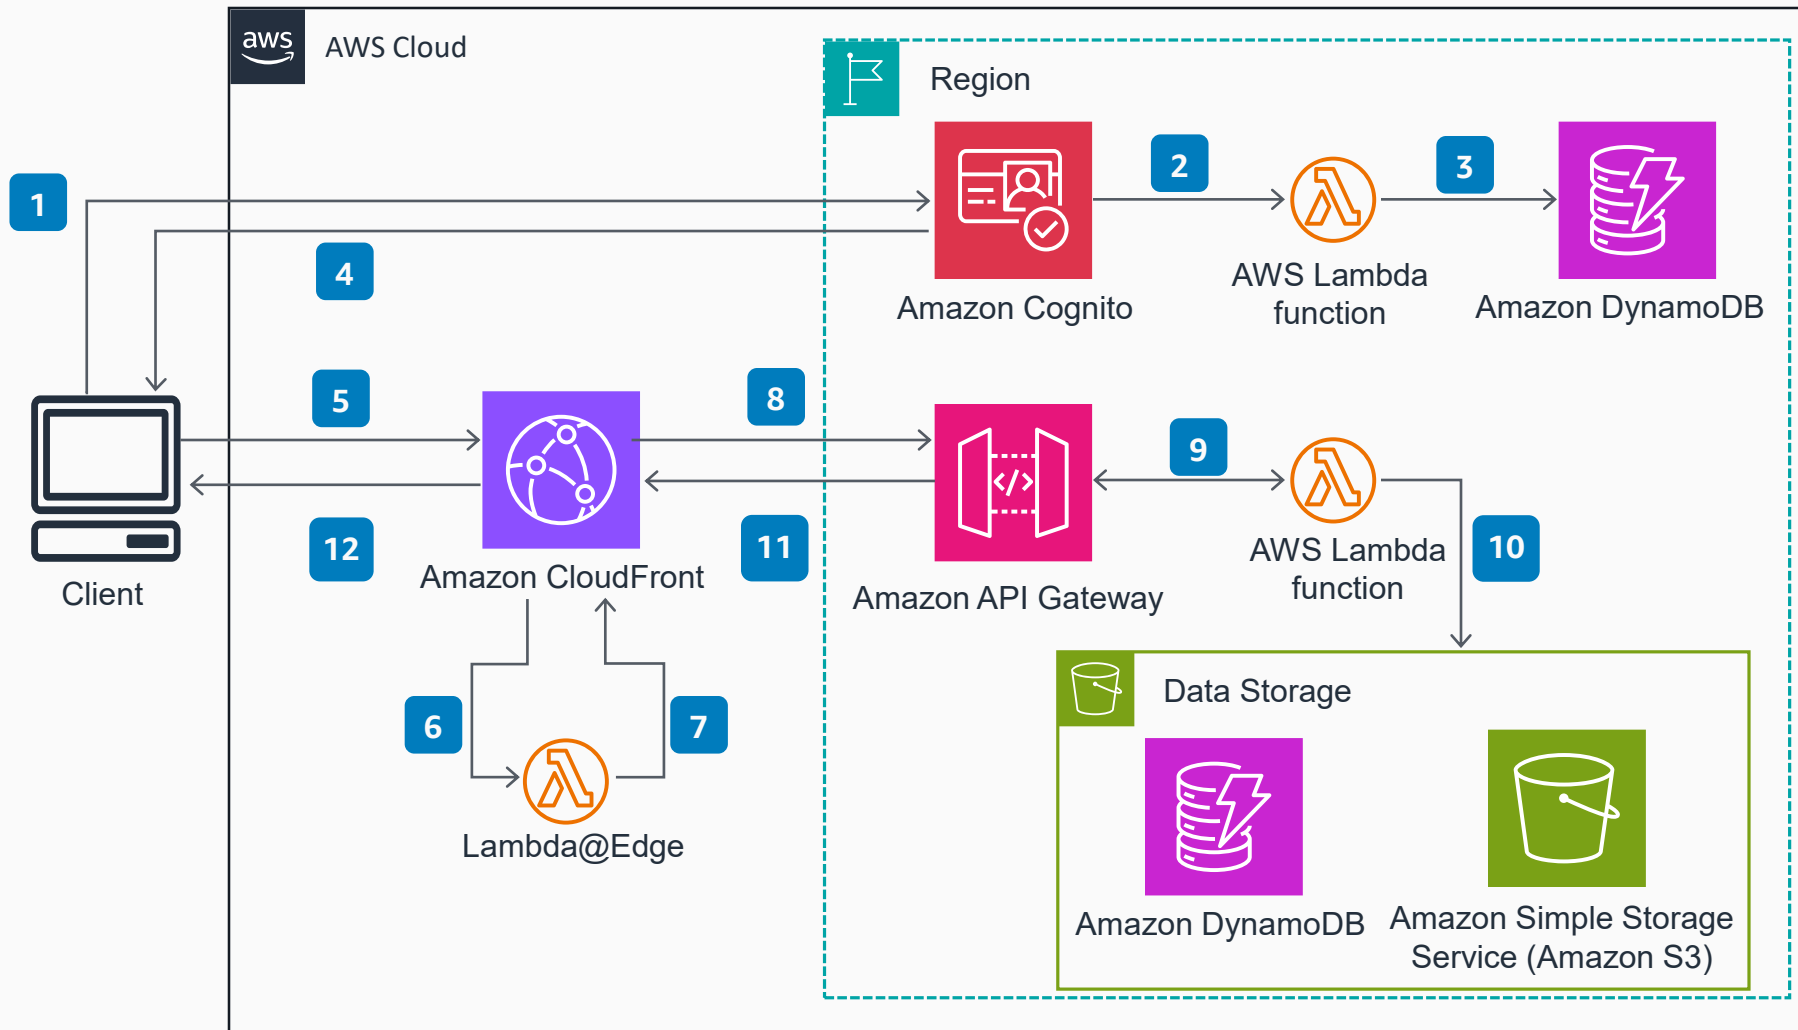 aws
AWS Cloud
Region
1
2
3
4
AWS Lambda
function
Amazon Cognito
Amazon DynamoDB
5
8
9
12
11
10
Amazon CloudFront
Client
Amazon API Gateway
</>
AWS Lambda
function
6
7
Lambda@Edge
Data Storage
Amazon DynamoDB
Amazon Simple Storage
Service (Amazon S3)